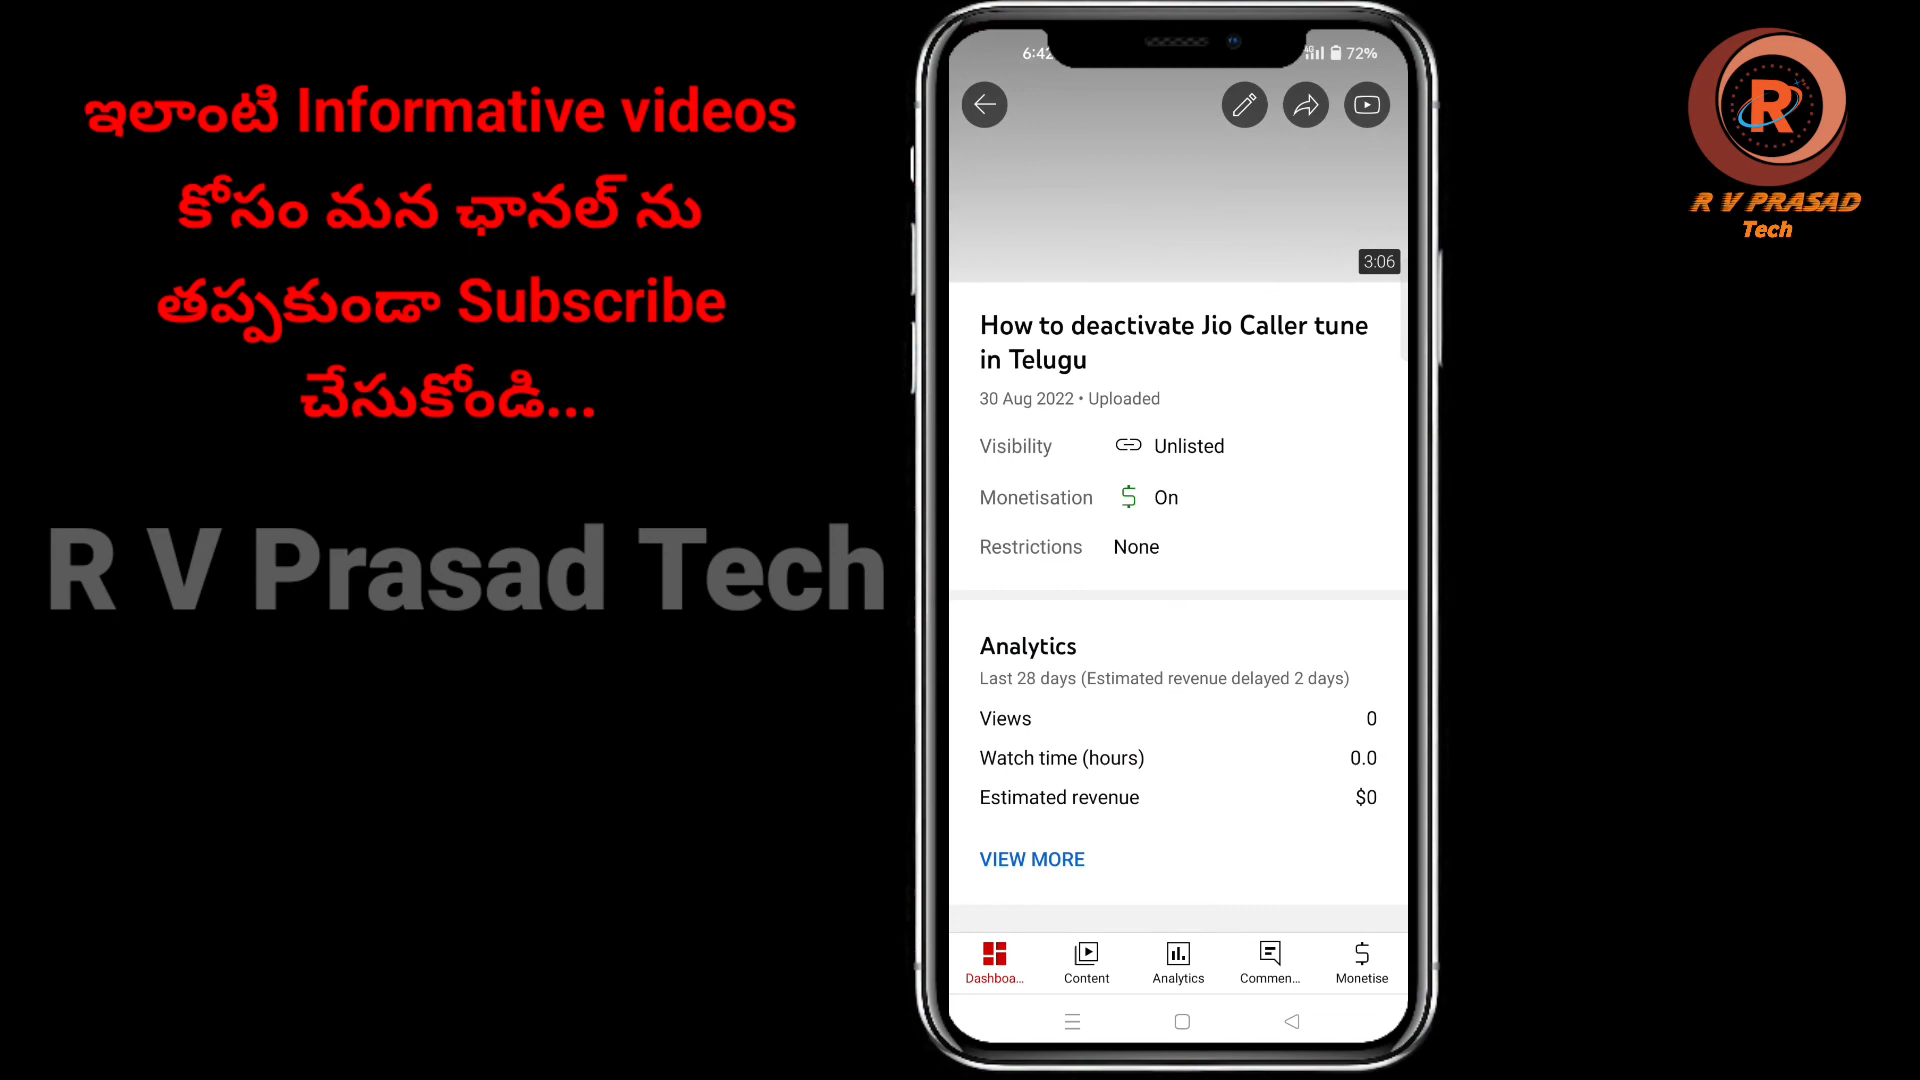 ఇలాంటి Informative videos
కోసం మన ఛానల్ ను
తప్పకుండా Subscribe
చేసుకోండి...
R V Prasad Tech
6:42
4G 72%
3:06
How to deactivate Jio Caller tune
in Telugu
30 Aug 2022 • Uploaded
Visibility Unlisted
Monetisation On
Restrictions None
Analytics
Last 28 days (Estimated revenue delayed 2 days)
Views 0
Watch time (hours) 0.0
Estimated revenue $0
VIEW MORE
Dashboa... Content Analytics Commen... Monetise
R
R V PRASAD
Tech